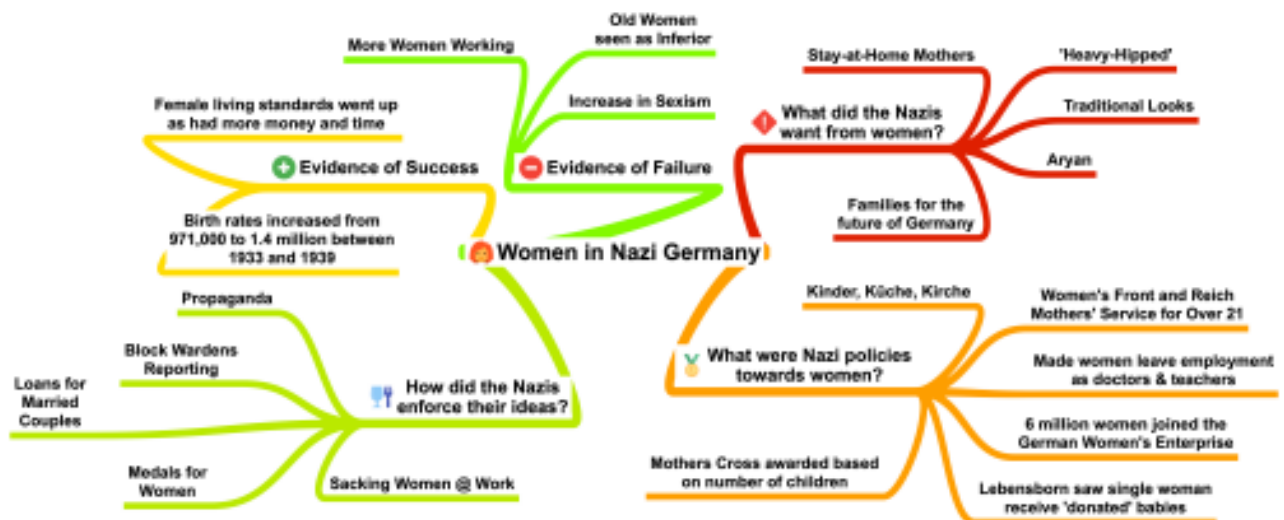 Women in Nazi Germany
What did the Nazis
want from women?
Stay-at-Home Mothers
'Heavy-Hipped'
Traditional Looks
Aryan
Families for the
future of Germany
What were Nazi policies
towards women?
Kinder, Küche, Kirche
Women's Front and Reich
Mothers' Service for Over 21
Made women leave employment
as doctors & teachers
6 million women joined the
German Women's Enterprise
Lebensborn saw single woman
receive 'donated' babies
Mothers Cross awarded based
on number of children
How did the Nazis
enforce their ideas?
Propaganda
Block Wardens
Reporting
Loans for
Married
Couples
Medals for
Women
Sacking Women @ Work
Evidence of Success
Female living standards went up
as had more money and time
Birth rates increased from
971,000 to 1.4 million between
1933 and 1939
Evidence of Failure
More Women Working
Old Women
seen as Inferior
Increase in Sexism